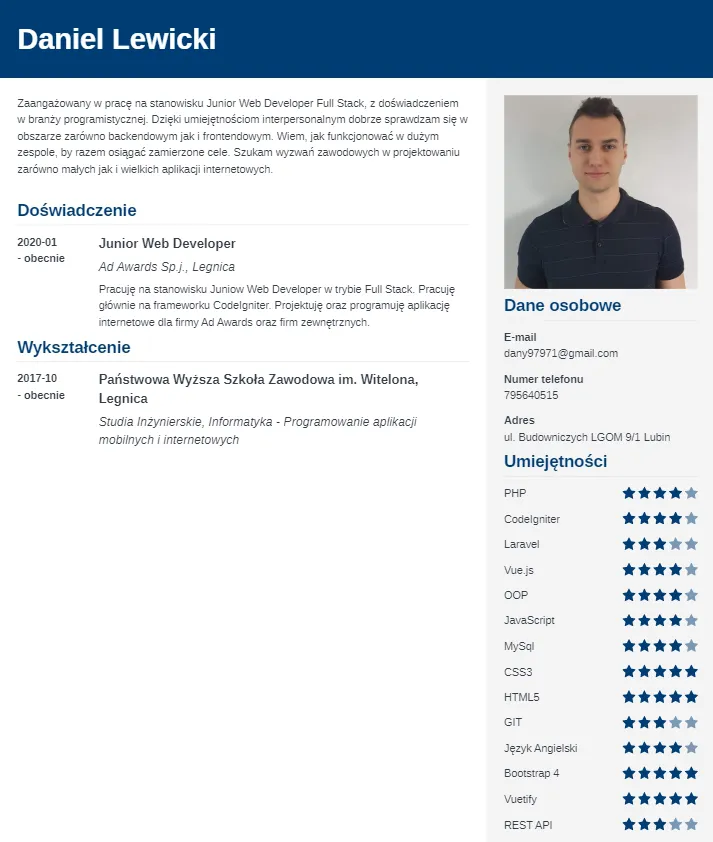 Daniel Lewicki
Zaangażowany w pracę na stanowisku Junior Web Developer Full Stack, z doświadczeniem
w branży programistycznej. Dzięki umiejętnościom interpersonalnym dobrze sprawdzam się w
obszarze zarówno backendowym jak i frontendowym. Wiem, jak funkcjonować w dużym
zespole, by razem osiągać zamierzone cele. Szukam wyzwań zawodowych w projektowaniu
zarówno małych jak i wielkich aplikacji internetowych.
Doświadczenie
2020-01
- obecnie
Junior Web Developer
Ad Awards Sp.j., Legnica
Pracuję na stanowisku Juniow Web Developer w trybie Full Stack. Pracuję
głównie na frameworku CodeIgniter. Projektuję oraz programuję aplikację
internetowe dla firmy Ad Awards oraz firm zewnętrznych.
Wykształcenie
2017-10
- obecnie
Państwowa Wyższa Szkoła Zawodowa im. Witelona,
Legnica
Studia Inżynierskie, Informatyka - Programowanie aplikacji
mobilnych i internetowych
Dane osobowe
E-mail
dany97971@gmail.com
Numer telefonu
795640515
Adres
ul. Budowniczych LGOM 9/1 Lubin
Umiejętności
PHP
CodeIgniter
Laravel
Vue.js
OOP
JavaScript
MySql
CSS3
HTML5
GIT
Język Angielski
Bootstrap 4
Vuetify
REST API